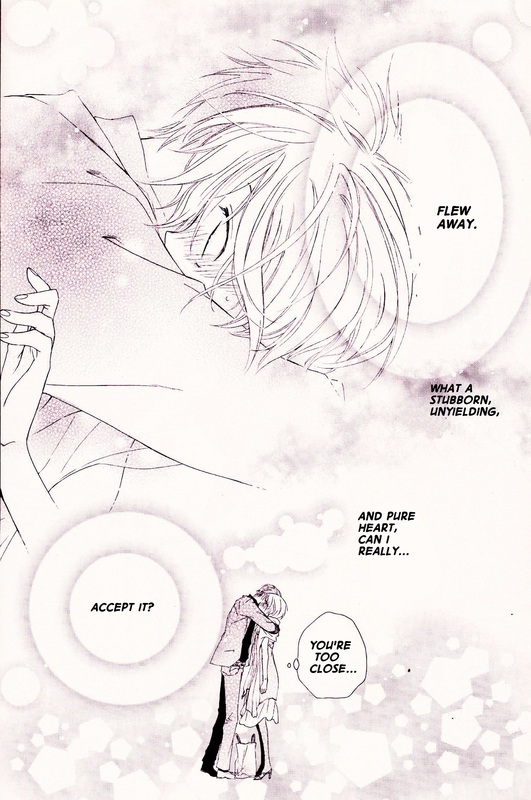 FLEW
AWAY.
WHAT A
STUBBORN,
UNYIELDING,
AND PURE
HEART,
CAN I
REALLY...
ACCEPT IT?
YOU'RE
TOO
CLOSE...